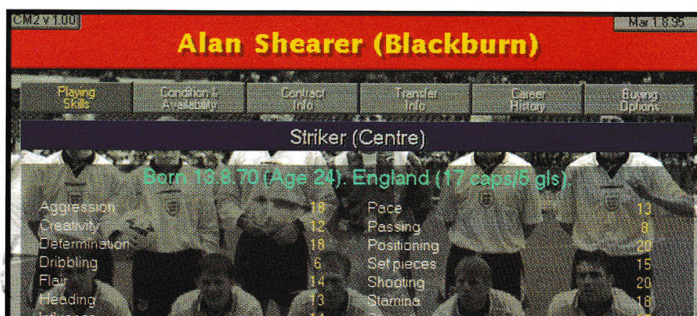 CM2 v 1.00
Mar 1.8.95
Alan Shearer (Blackburn)
Playing Skills
Condition & Availability
Contract Info
Transfer Info
Career History
Buying Options
Striker (Centre)
Born 13.8.70 (Age 24). England (17 caps/5 gls).
Aggression 18 Pace 13
Creativity 12 Passing 8
Determination 18 Positioning 20
Dribbling 6 Set pieces 15
Flair 14 Shooting 20
Heading 13 Stamina 18
Influence 14